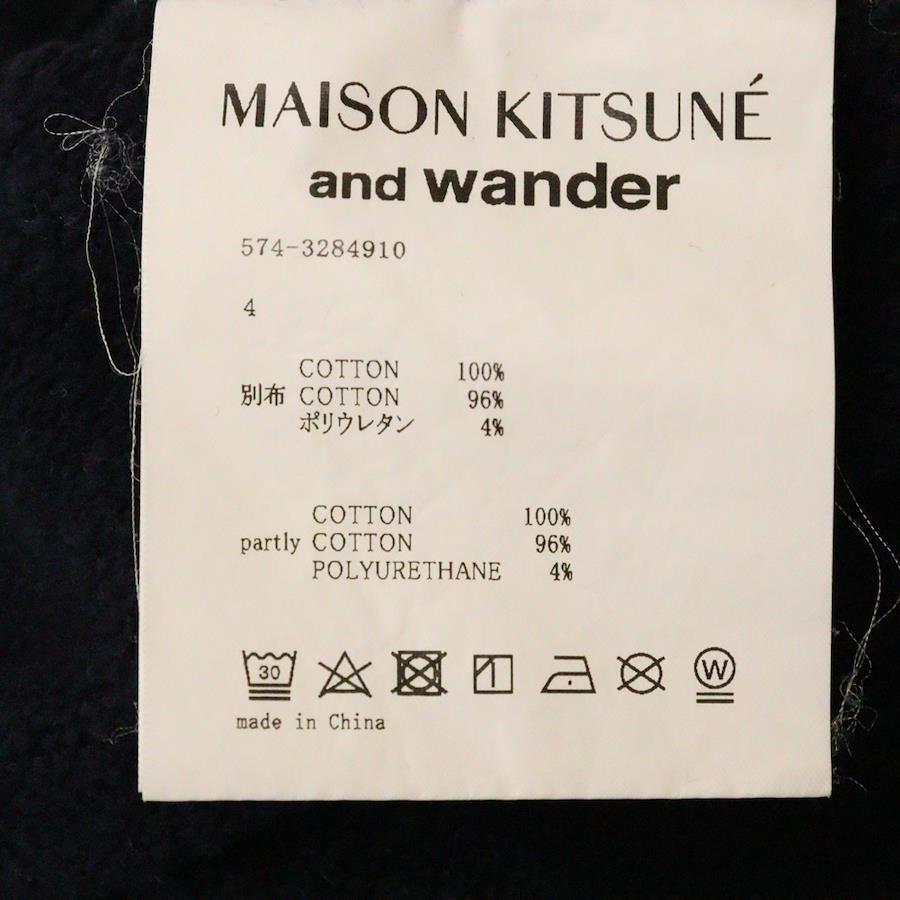 MAISON KITSUNÉ
and wander
574-3284910
4
COTTON 100%
別布 COTTON 96%
ポリウレタン 4%
COTTON 100%
partly COTTON 96%
POLYURETHANE 4%
30 W
made in China